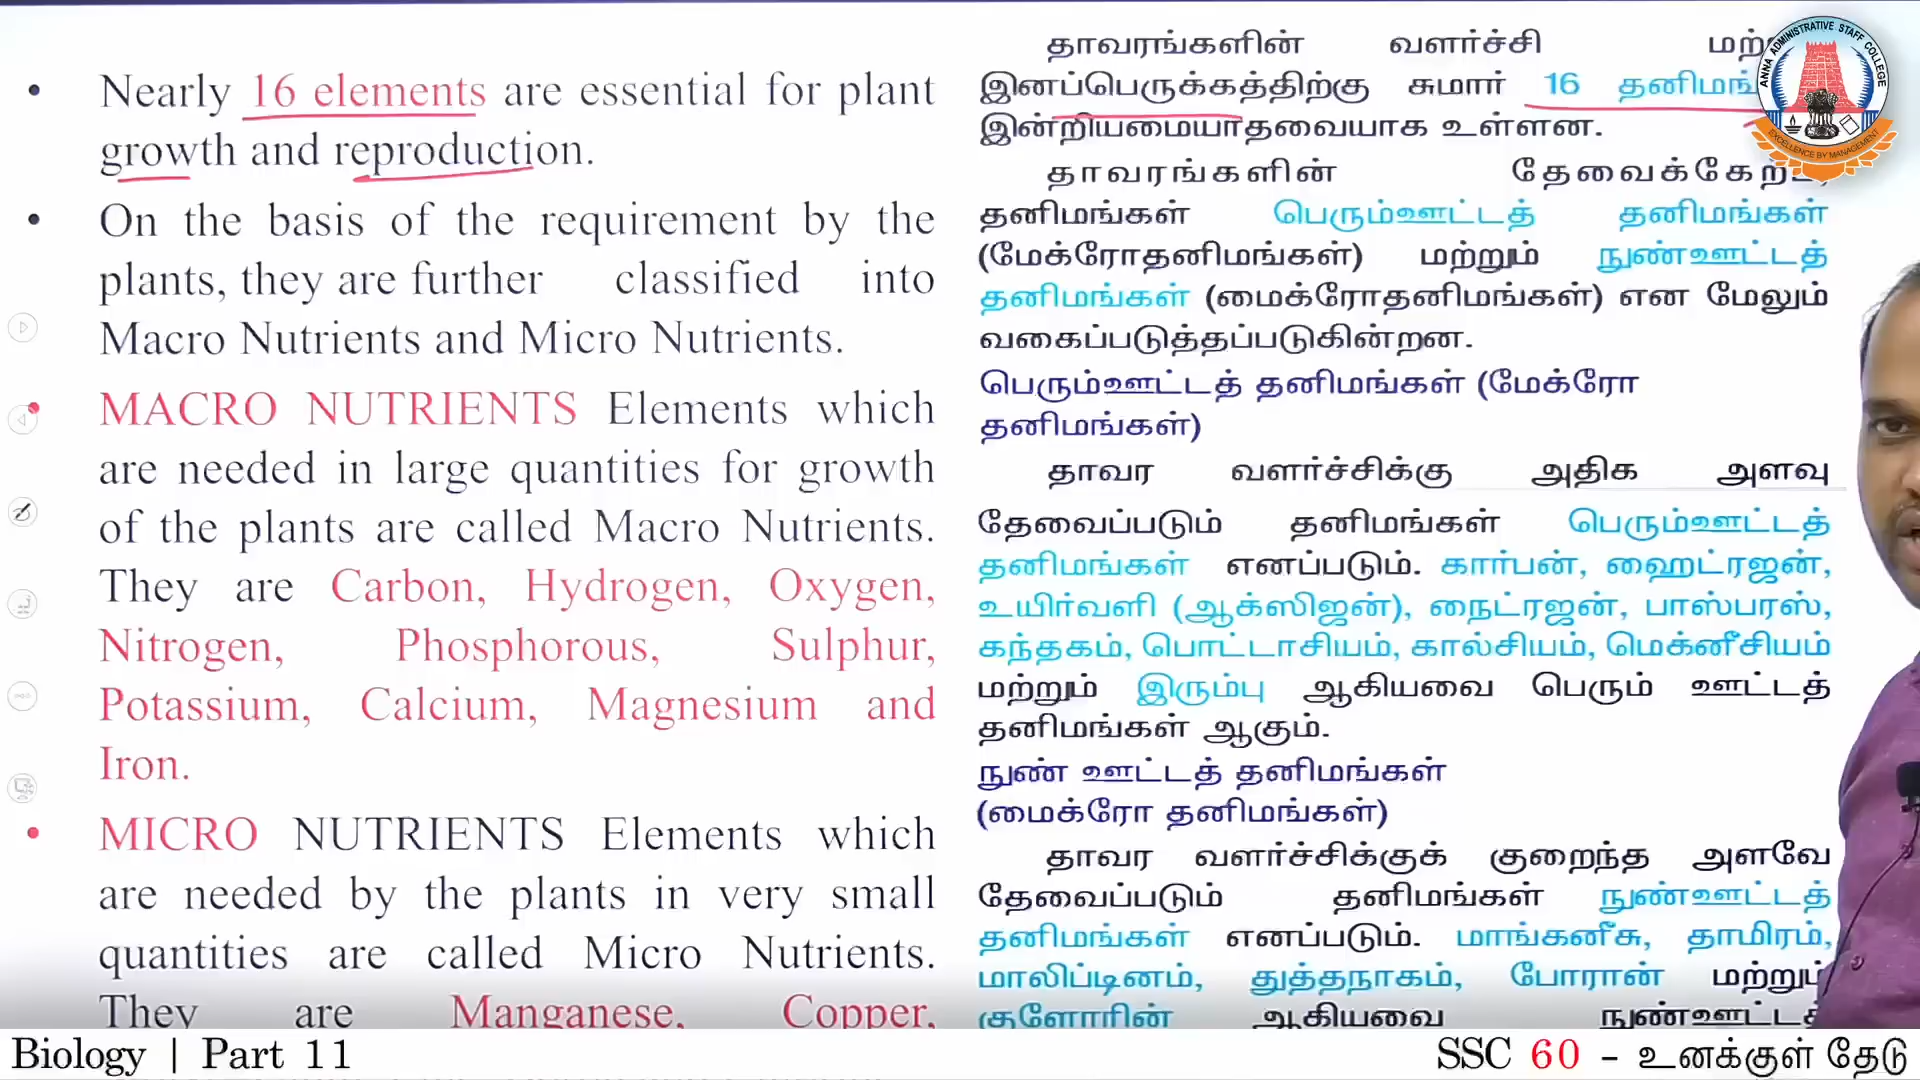 Nearly 16 elements are essential for plant
growth and reproduction.
On the basis of the requirement by the
plants, they are further classified into
Macro Nutrients and Micro Nutrients.
MACRO NUTRIENTS Elements which
are needed in large quantities for growth
of the plants are called Macro Nutrients.
They are Carbon, Hydrogen, Oxygen,
Nitrogen, Phosphorous, Sulphur,
Potassium, Calcium, Magnesium and
Iron.
MICRO NUTRIENTS Elements which
are needed by the plants in very small
quantities are called Micro Nutrients.
They are Manganese, Copper,
தாவரங்களின் வளர்ச்சி
இனப்பெருக்கத்திற்கு சுமார் 16
இன்றியமையாதவையாக உள்ளன.
தாவரங்களின்
தனிமங்கள் பெரும்ஊட்டத் தனிமங்கள்
(மேக்ரோதனிமங்கள்) மற்றும் நுண்ஊட்டத்
தனிமங்கள் (மைக்ரோதனிமங்கள்) என மேலும்
வகைப்படுத்தப்படுகின்றன.
பெரும்ஊட்டத் தனிமங்கள் (மேக்ரோ
தனிமங்கள்)
தாவர வளர்ச்சிக்கு அதிக அளவு
தேவைப்படும் தனிமங்கள் பெரும்ஊட்டத்
தனிமங்கள் எனப்படும். கார்பன், ஹைட்ரஜன்,
உயிர்வளி (ஆக்ஸிஜன்), நைட்ரஜன், பாஸ்பரஸ்,
கந்தகம், பொட்டாசியம், கால்சியம், மெக்னீசியம்
மற்றும் இரும்பு ஆகியவை பெரும் ஊட்டத்
தனிமங்கள் ஆகும்.
நுண் ஊட்டத் தனிமங்கள்
(மைக்ரோ தனிமங்கள்)
தாவர வளர்ச்சிக்குக் குறைந்த அளவே
தேவைப்படும் தனிமங்கள் நுண்ஊட்டத்
தனிமங்கள் எனப்படும். மாங்கனீசு, தாமிரம்,
மாலிப்டினம், துத்தநாகம், போரான் மற்றும்
குளோரின் ஆகியவை
ANNA ADMINISTRATIVE STAFF COLLEGE
EXCELLENCE BY MANAGEMENT
Biology | Part 11
SSC 60 - உனக்குள் தேடு